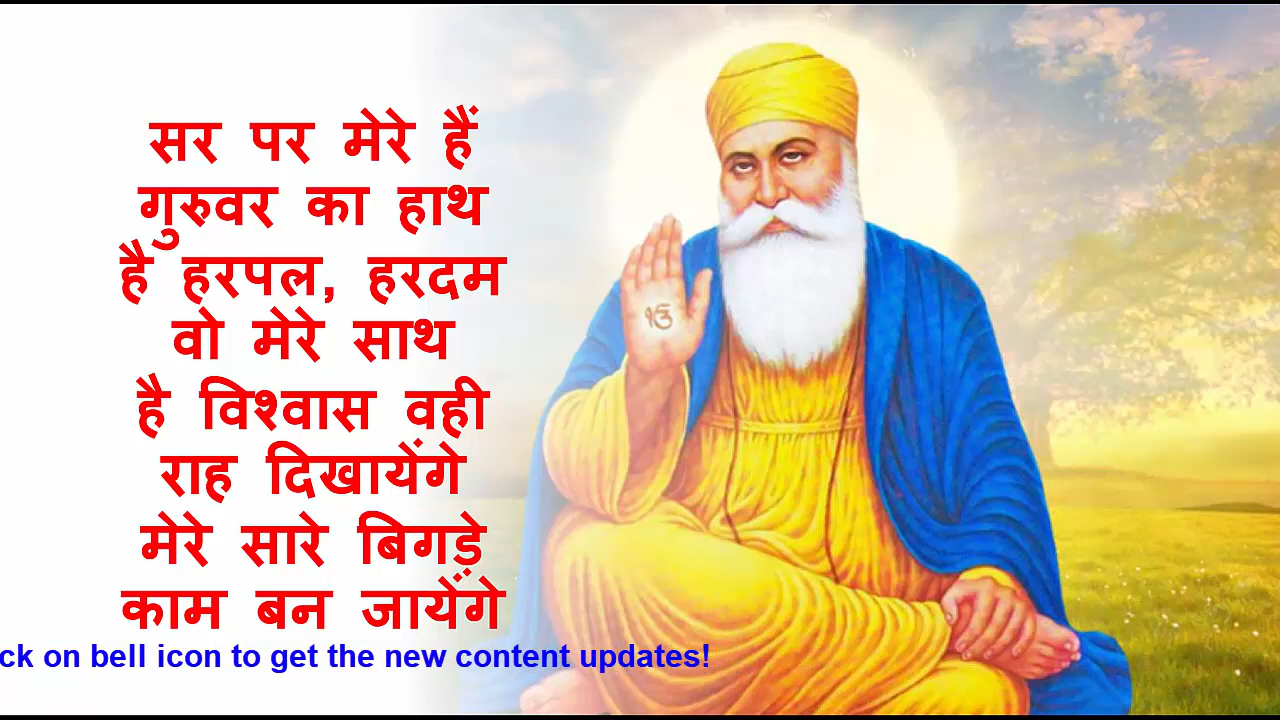 सर पर मेरे हैं
गुरुवर का हाथ
है हरपल, हरदम
वो मेरे साथ
है विश्वास वही
राह दिखायेंगे
मेरे सारे बिगड़े
काम बन जायेंगे
ck on bell icon to get the new content updates!
ੴ